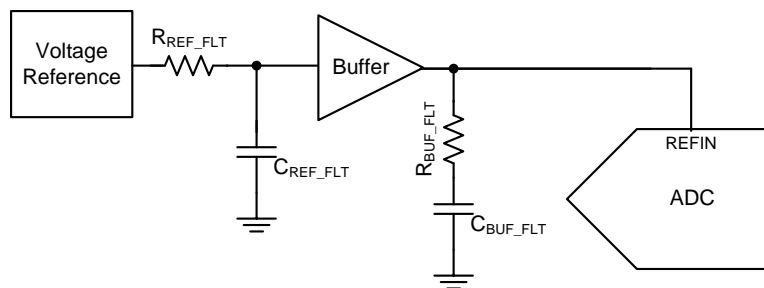 Voltage
Reference
R_REF_FLT
C_REF_FLT
Buffer
R_BUF_FLT
C_BUF_FLT
REFIN
ADC